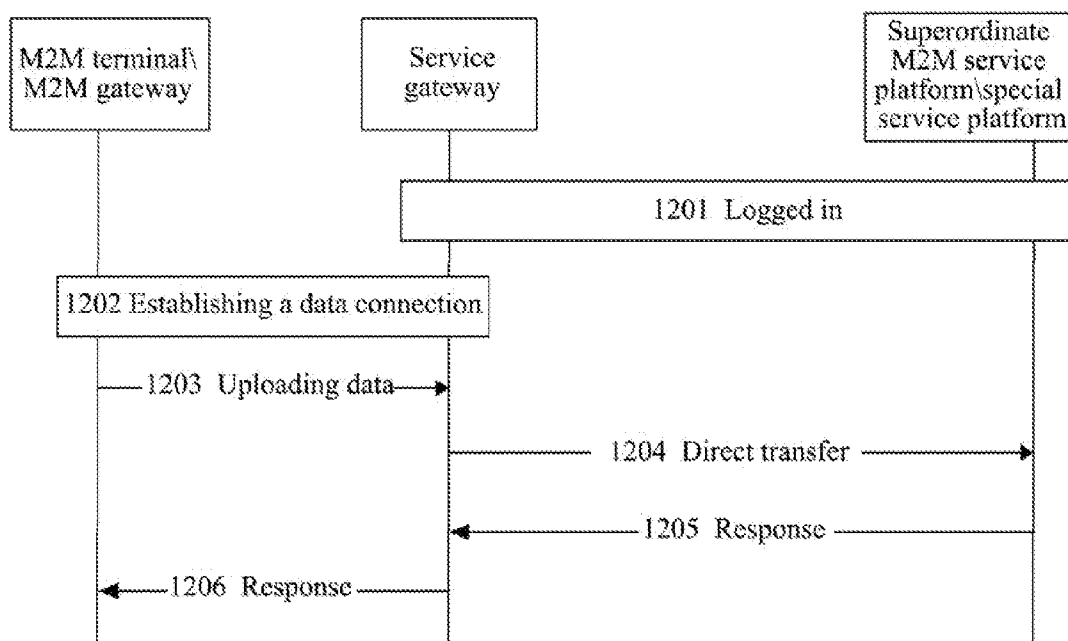 M2M terminal\
M2M gateway
Service
gateway
Superordinate
M2M service
platform\special
service platform
1201 Logged in
1202 Establishing a data connection
1203 Uploading data
1204 Direct transfer
1205 Response
1206 Response